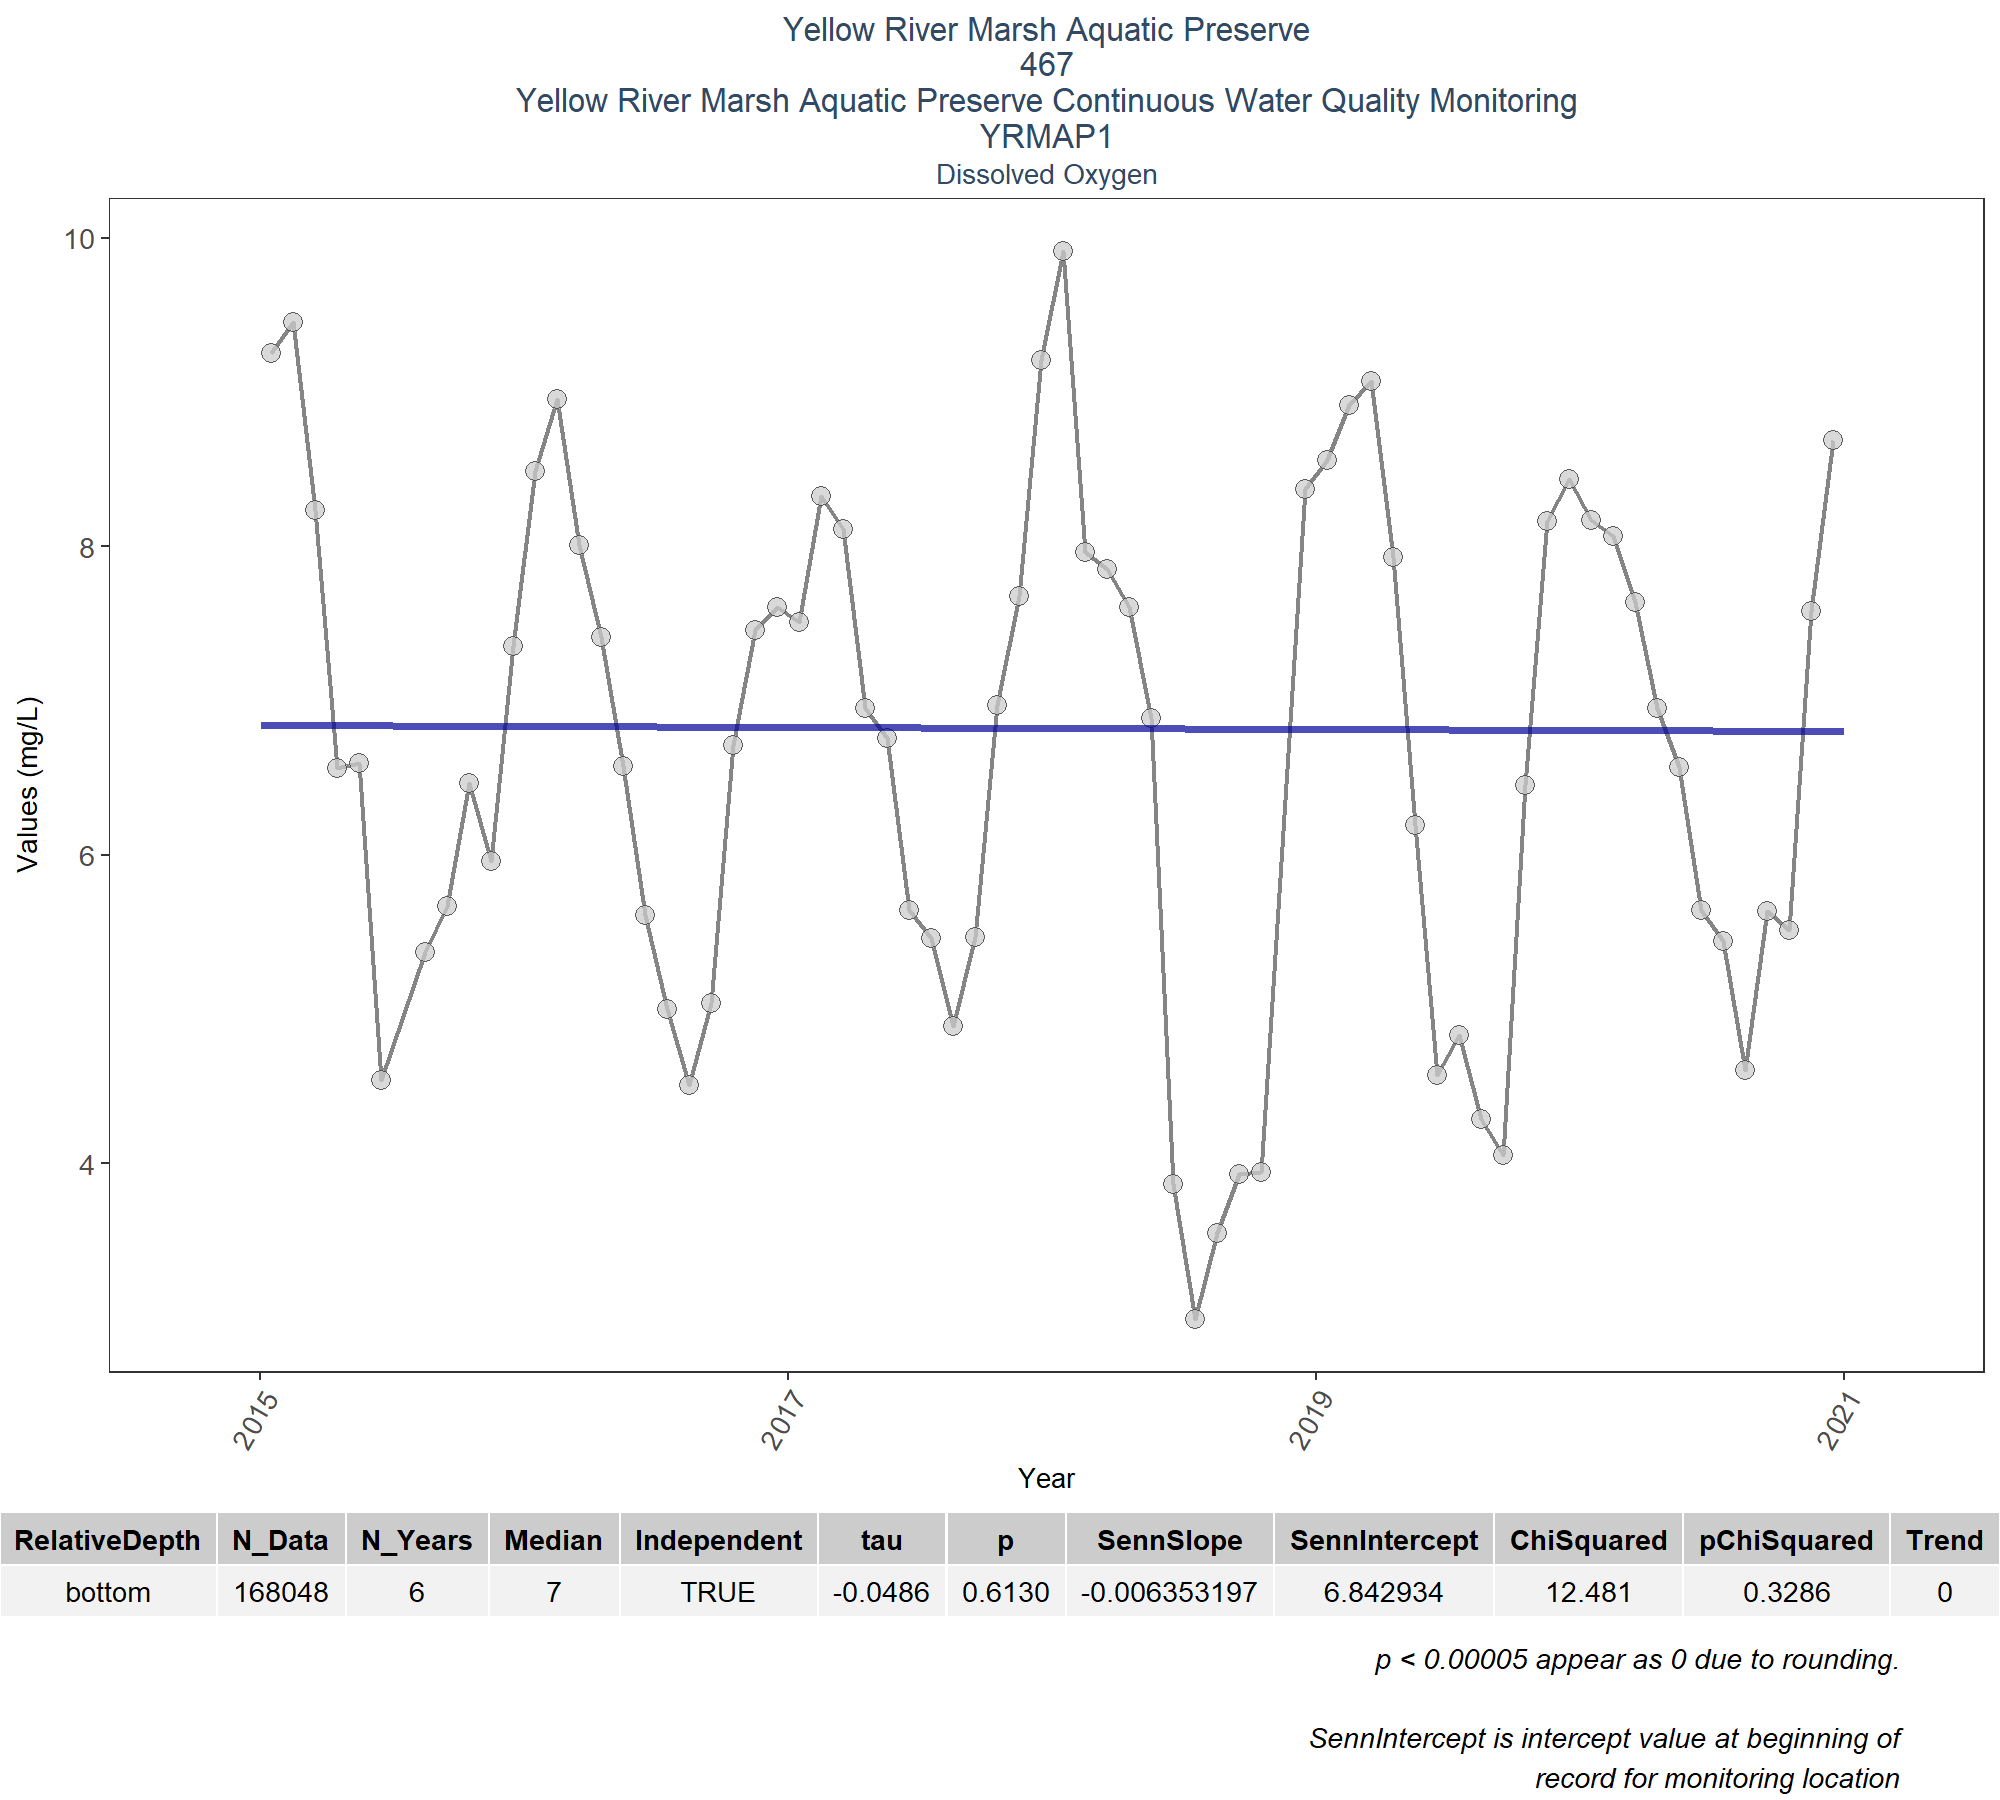 Yellow River Marsh Aquatic Preserve
467
Yellow River Marsh Aquatic Preserve Continuous Water Quality Monitoring
YRMAP1
Dissolved Oxygen
10
8
6
4
Values (mg/L)
2015 2017 2019 2021
Year
RelativeDepth N_Data N_Years Median Independent tau p SennSlope SennIntercept ChiSquared pChiSquared Trend
bottom 168048 6 7 TRUE -0.0486 0.6130 -0.006353197 6.842934 12.481 0.3286 0
p < 0.00005 appear as 0 due to rounding.
SennIntercept is intercept value at beginning of
record for monitoring location